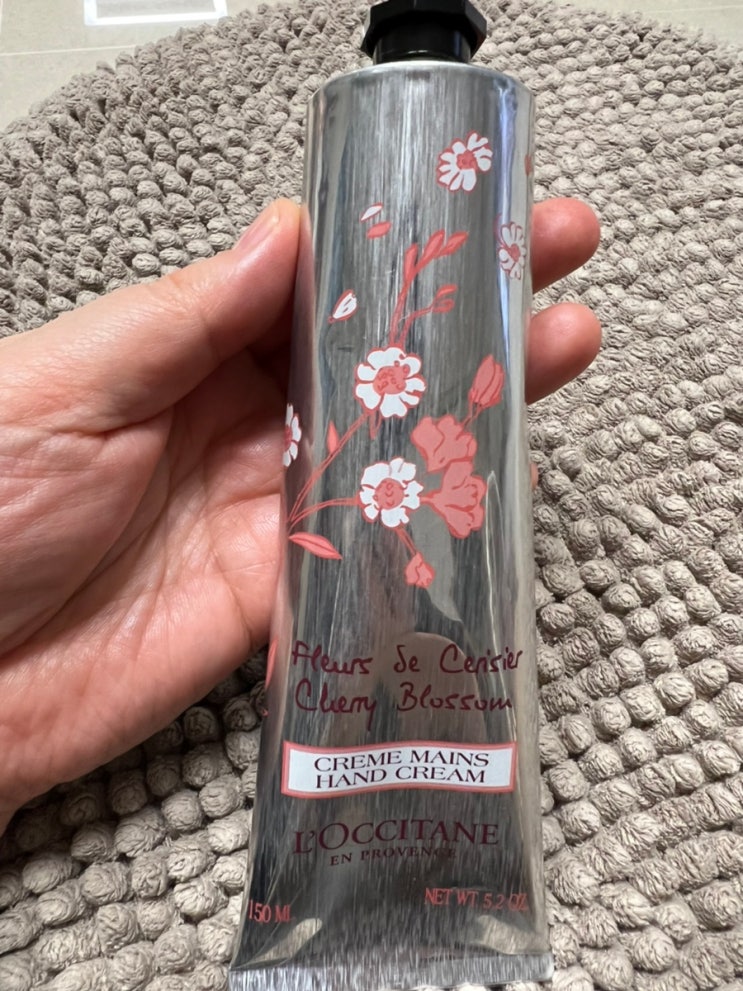 Fleurs de Cerisier
Cherry Blossom
CREME MAINS
HAND CREAM
L'OCCITANE
EN PROVENCE
150 ML NET WT 5.2 OZ